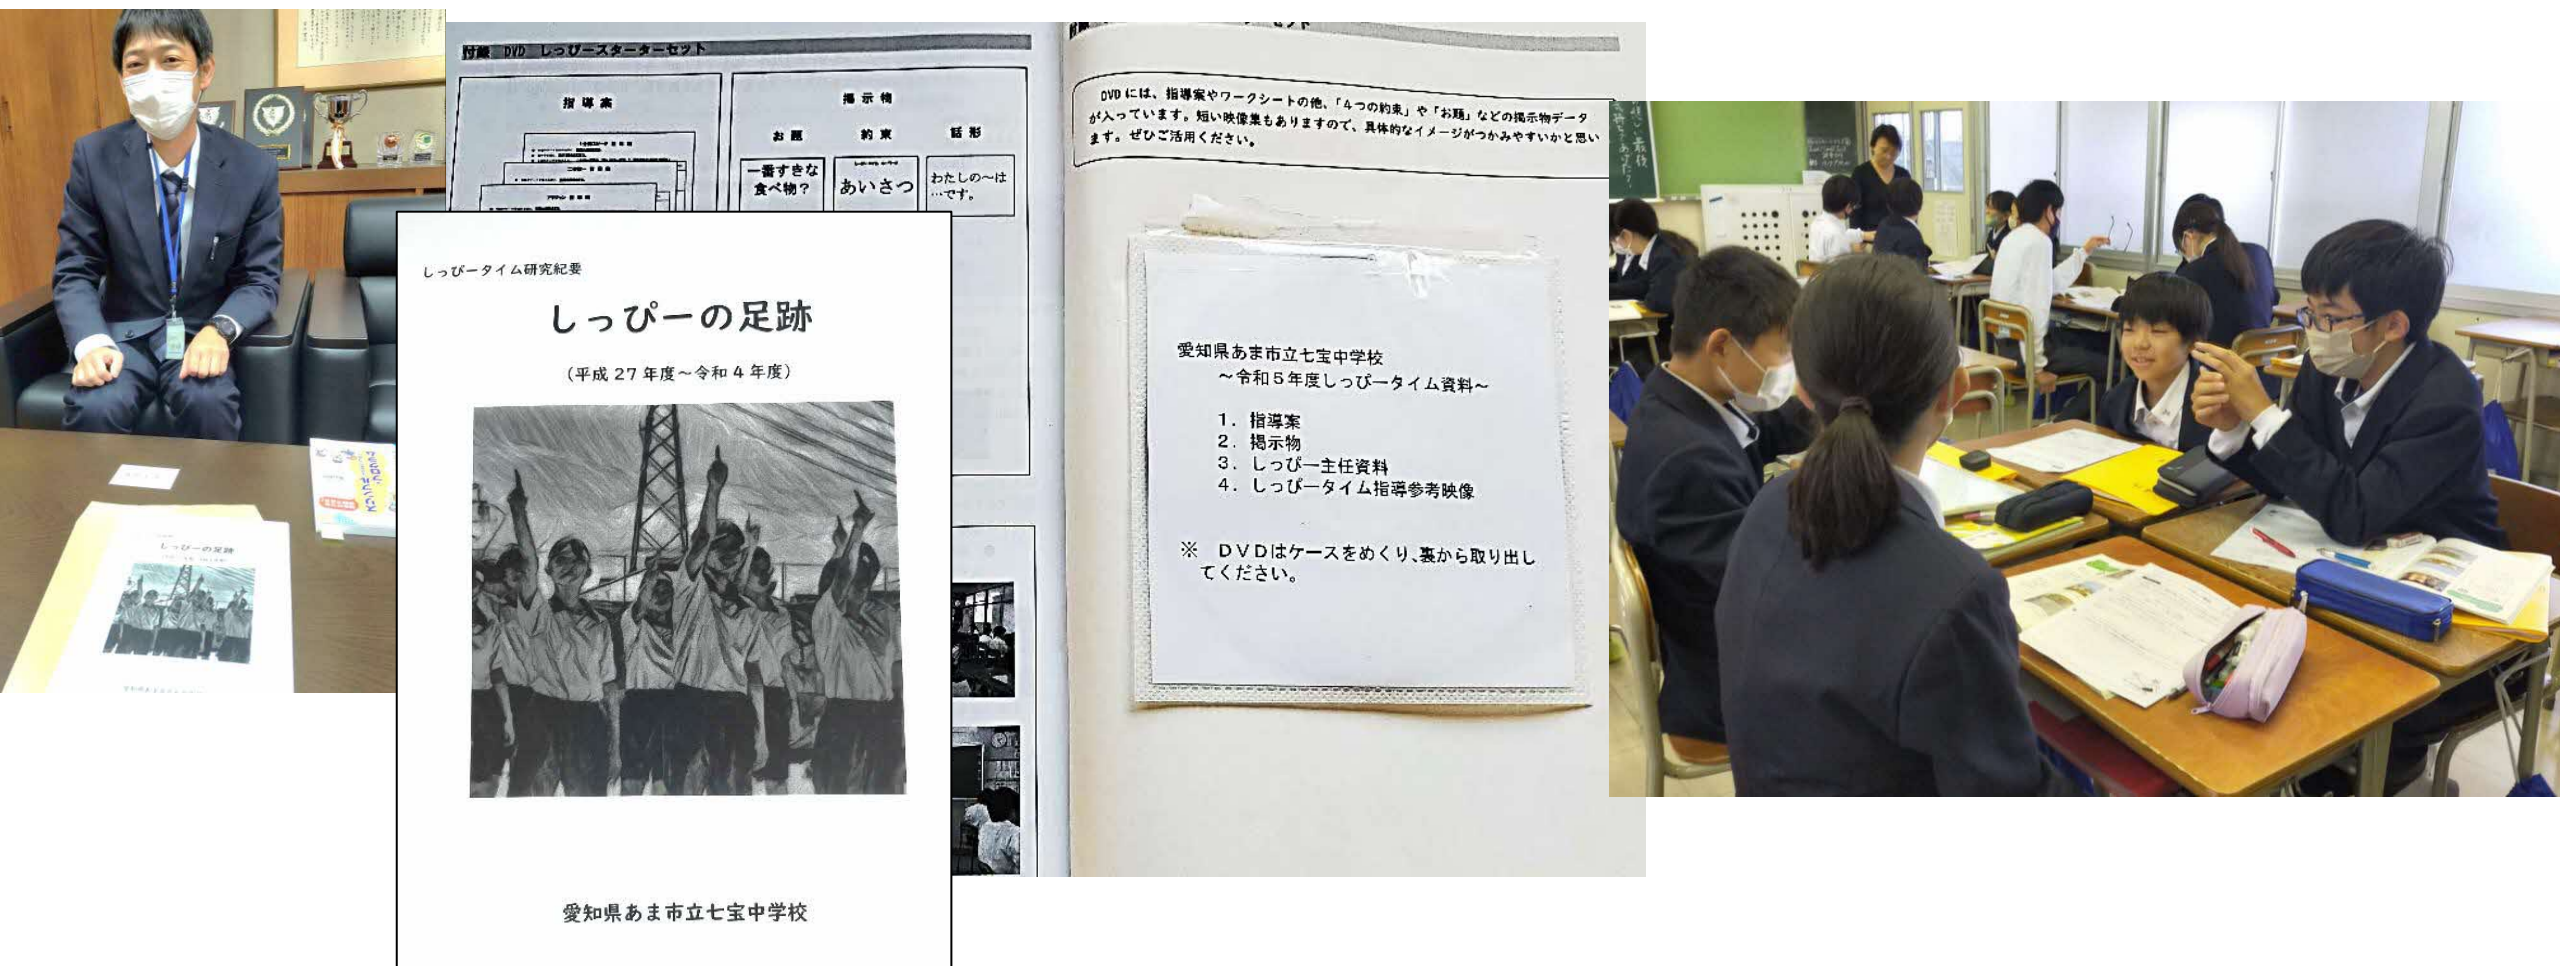 付録 DVD しっぴースターターセット
指導案
掲示物
お題
約束
話形
一番すきな
食べ物？
あいさつ
わたしの～は
…です。
DVDには、指導案やワークシートの他、「4つの約束」や「お題」などの掲示物データ
が入っています。短い映像集もありますので、具体的なイメージがつかみやすいかと思い
ます。ぜひご活用ください。
愛知県あま市立七宝中学校
～令和5年度しっぴータイム資料～
1. 指導案
2. 掲示物
3. しっぴー主任資料
4. しっぴータイム指導参考映像
※ DVDはケースをめくり、裏から取り出し
てください。
しっぴータイム研究紀要
しっぴーの足跡
（平成 27 年度～令和 4 年度）
愛知県あま市立七宝中学校
しっぴーの足跡